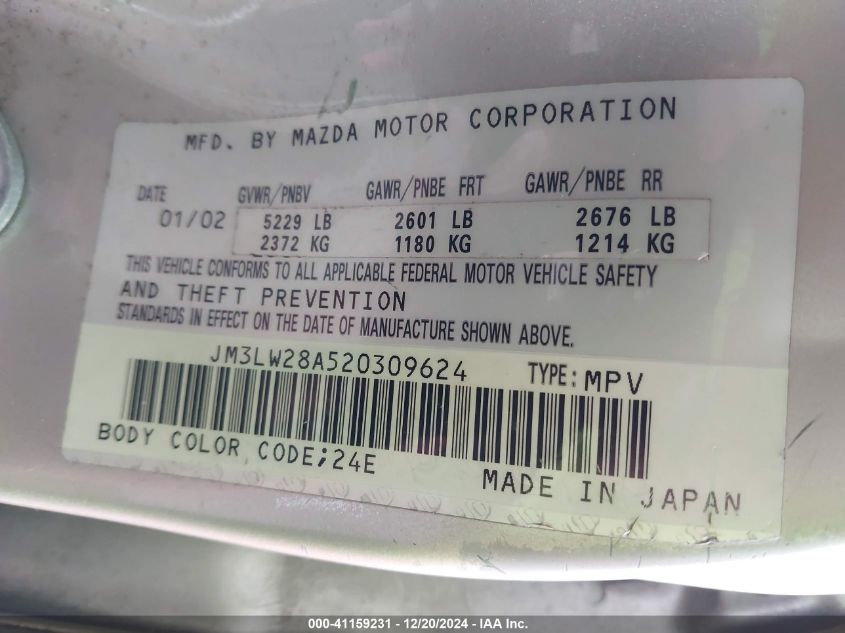 MFD. BY MAZDA MOTOR CORPORATION
DATE GVWR/PNBV GAWR/PNBE FRT GAWR/PNBE RR
01/02 5229 LB 2601 LB 2676 LB
2372 KG 1180 KG 1214 KG
THIS VEHICLE CONFORMS TO ALL APPLICABLE FEDERAL MOTOR VEHICLE SAFETY
AND THEFT PREVENTION
STANDARDS IN EFFECT ON THE DATE OF MANUFACTURE SHOWN ABOVE.
JM3LW28A520309624 TYPE: MPV
BODY COLOR CODE;24E
MADE IN JAPAN
000-41159231 - 12/20/2024 - IAA Inc.